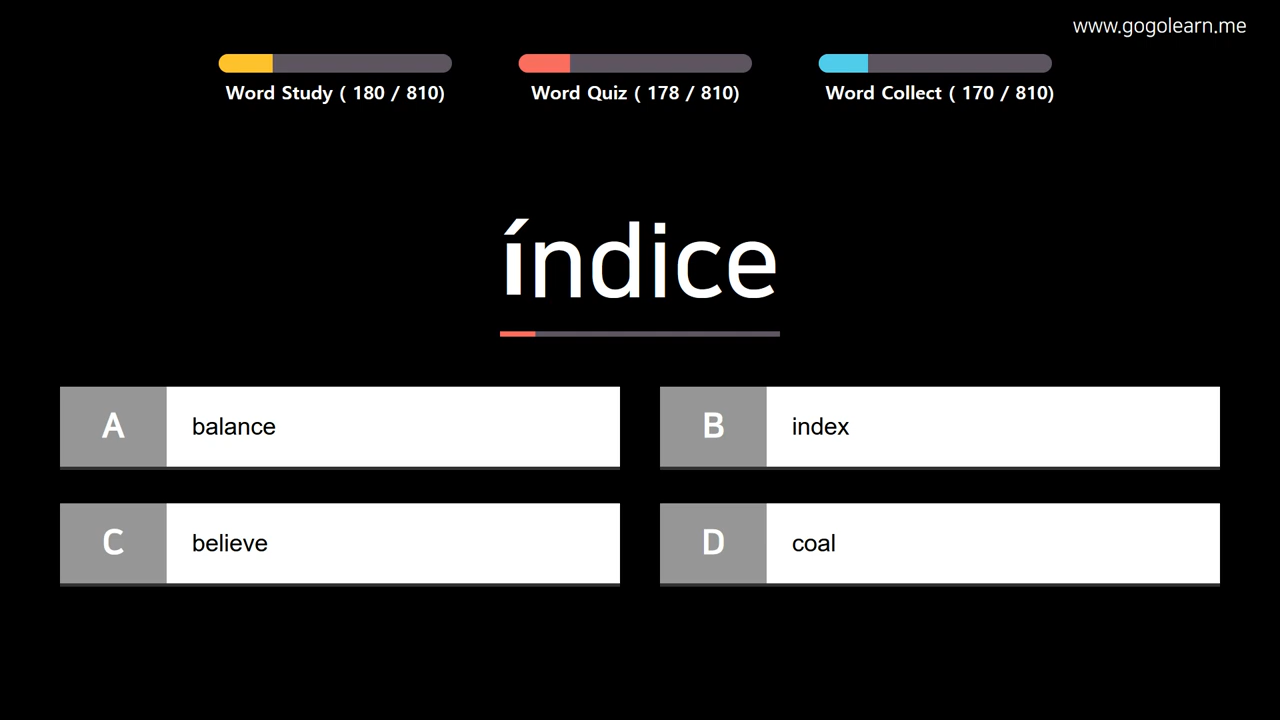 www.gogolearn.me
Word Study ( 180 / 810)
Word Quiz ( 178 / 810)
Word Collect ( 170 / 810)
índice
A balance
B index
C believe
D coal